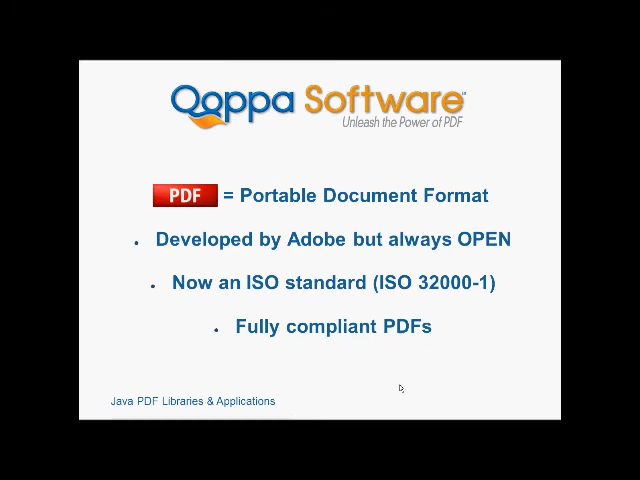 Qoppa Software
Unleash the Power of PDF
PDF = Portable Document Format
• Developed by Adobe but always OPEN
• Now an ISO standard (ISO 32000-1)
• Fully compliant PDFs
Java PDF Libraries & Applications